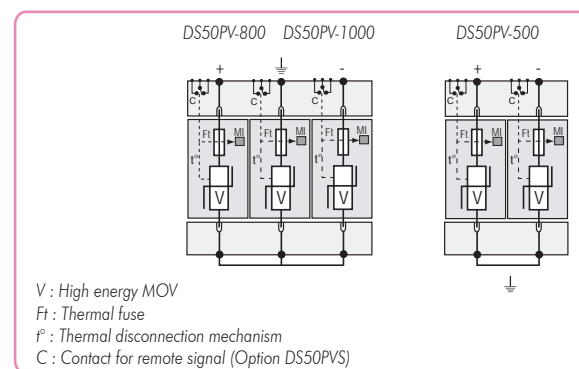 DS50PV-800 DS50PV-1000 DS50PV-500
+ - + -
C C C C C
Ft MI Ft MI Ft MI Ft MI Ft MI
t° t° t° t° t°
V V V V V
V : High energy MOV
Ft : Thermal fuse
t° : Thermal disconnection mechanism
C : Contact for remote signal (Option DS50PVS)